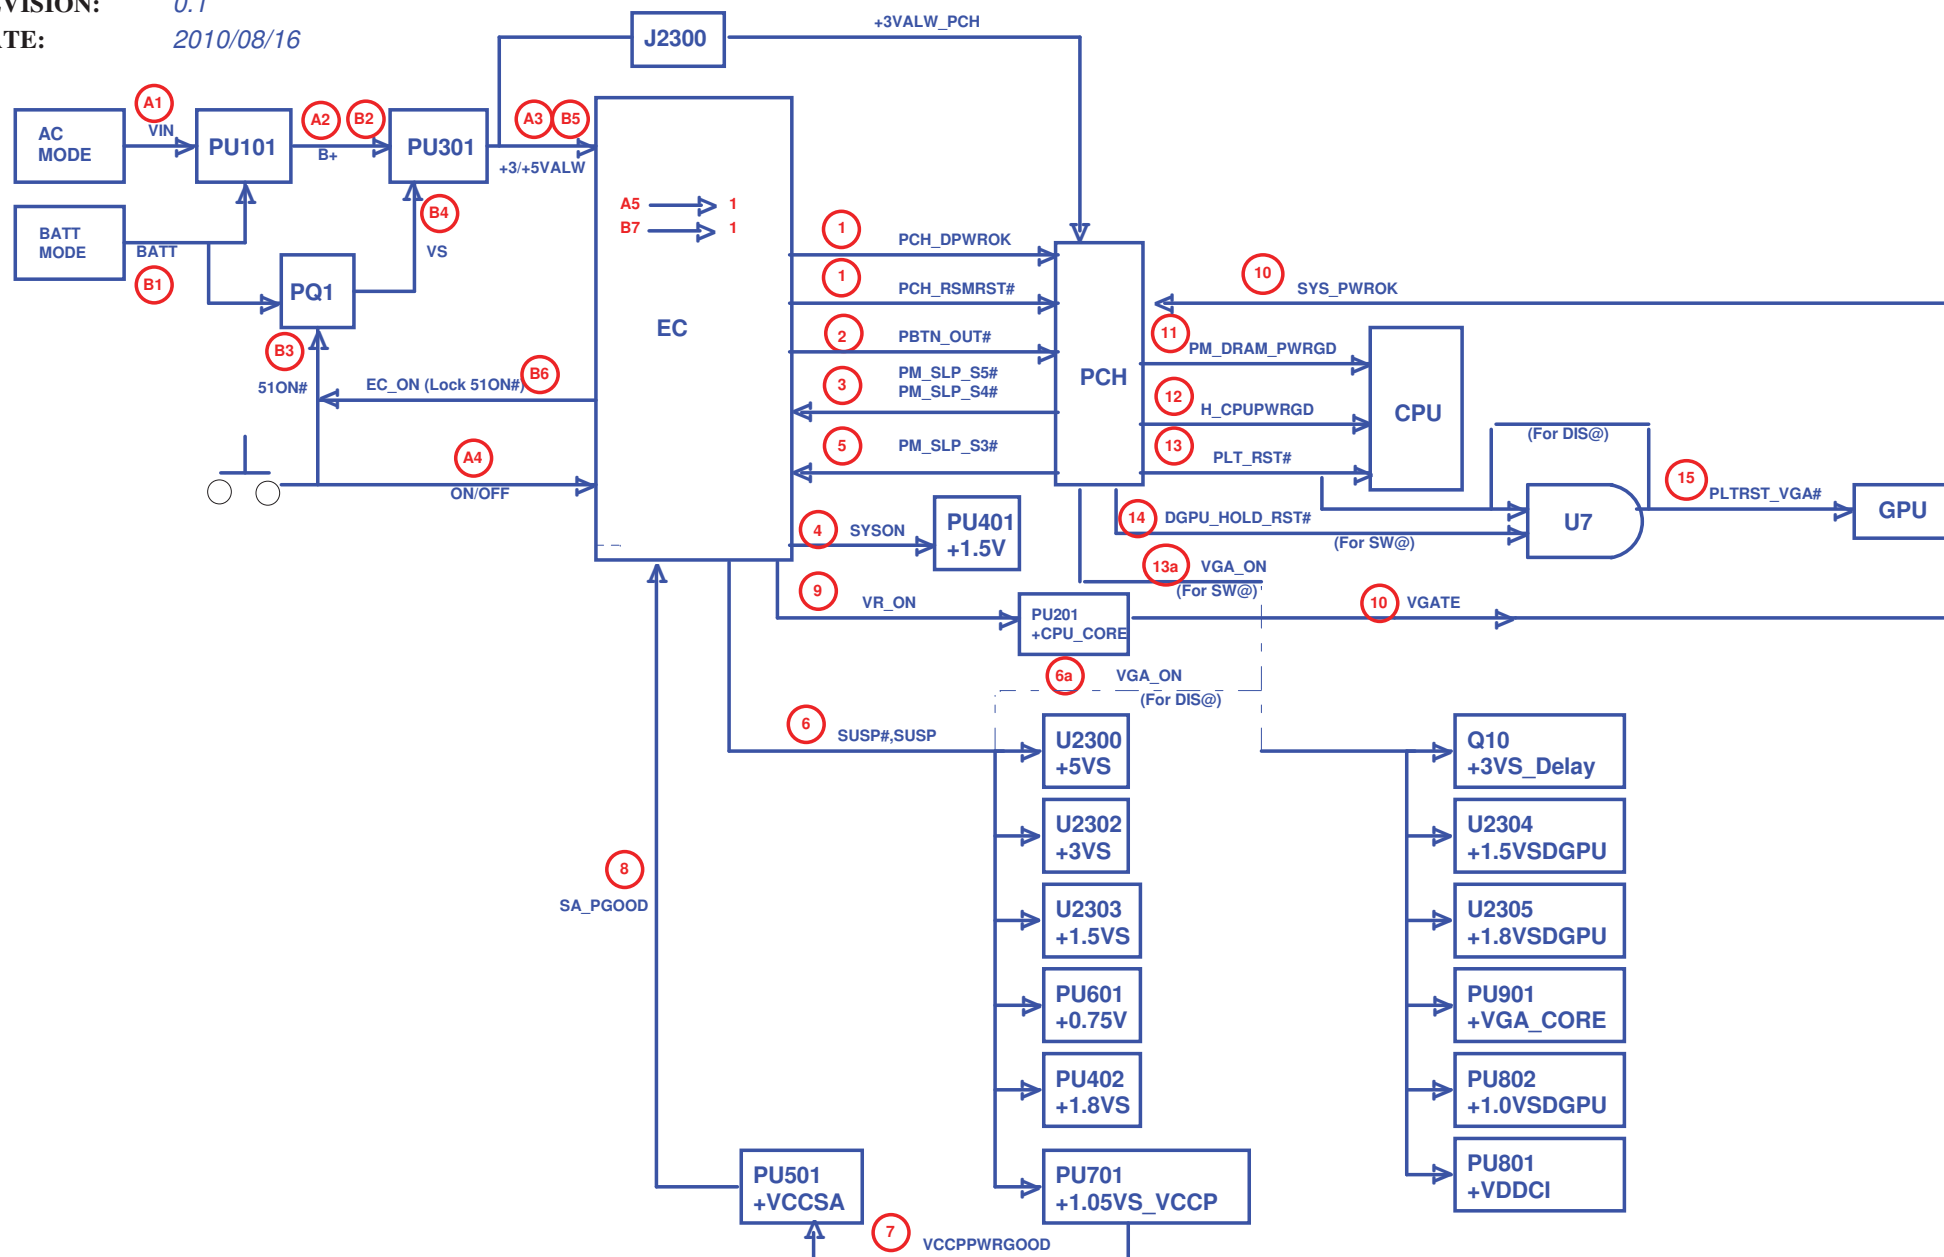 VISION: 0.1
ATE: 2010/08/16
J2300
+3VALW_PCH
AC
MODE
A1
VIN
PU101
A2
B2
B+
PU301
A3
B5
+3/+5VALW
BATT
MODE
BATT
B1
PQ1
B4
VS
B3
51ON#
EC_ON (Lock 51ON#)
B6
A4
ON/OFF
A5 1
B7 1
EC
1
PCH_DPWROK
1
PCH_RSMRST#
2
PBTN_OUT#
3
PM_SLP_S5#
PM_SLP_S4#
5
PM_SLP_S3#
PCH
10
SYS_PWROK
11
PM_DRAM_PWRGD
12
H_CPUPWRGD
13
PLT_RST#
CPU
(For DIS@)
14
DGPU_HOLD_RST#
(For SW@)
U7
15
PLTRST_VGA#
GPU
4
SYSON
PU401
+1.5V
13a
VGA_ON
(For SW@)
9
VR_ON
PU201
+CPU_CORE
10
VGATE
6a
VGA_ON
(For DIS@)
6
SUSP#,SUSP
U2300
+5VS
U2302
+3VS
U2303
+1.5VS
PU601
+0.75V
PU402
+1.8VS
PU701
+1.05VS_VCCP
Q10
+3VS_Delay
U2304
+1.5VSDGPU
U2305
+1.8VSDGPU
PU901
+VGA_CORE
PU802
+1.0VSDGPU
PU801
+VDDCI
8
SA_PGOOD
PU501
+VCCSA
7
VCCPPWRGOOD